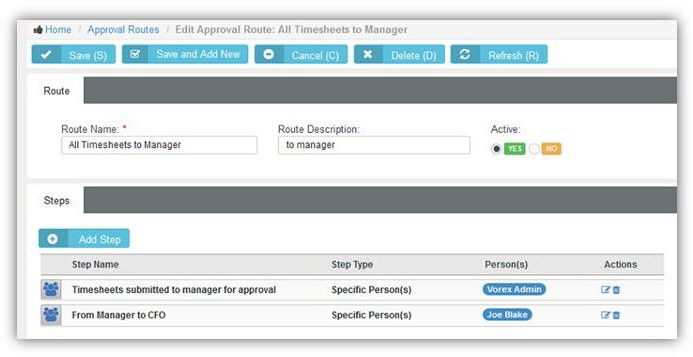 Home / Approval Routes / Edit Approval Route: All Timesheets to Manager
Save (S) Save and Add New Cancel (C) Delete (D) Refresh (R)
Route
Route Name: * Route Description: Active:
All Timesheets to Manager to manager YES NO
Steps
Add Step
Step Name Step Type Person(s) Actions
Timesheets submitted to manager for approval Specific Person(s) Vorex Admin
From Manager to CFO Specific Person(s) Joe Blake